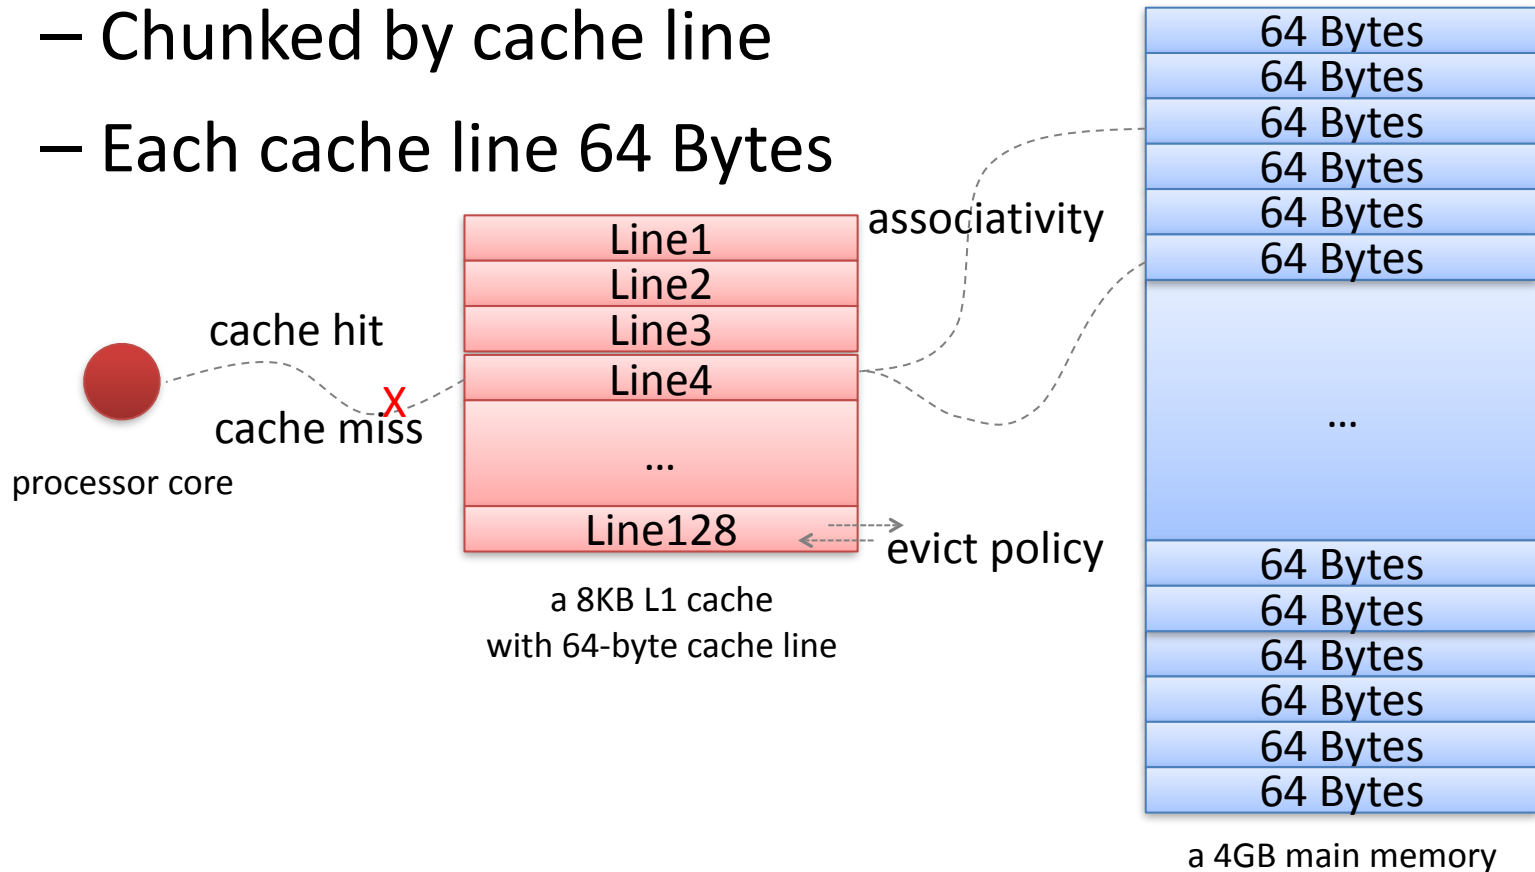 – Chunked by cache line
– Each cache line 64 Bytes
cache hit
X
cache miss
processor core
Line1
Line2
Line3
Line4
...
Line128
a 8KB L1 cache
with 64-byte cache line
associativity
evict policy
64 Bytes
64 Bytes
64 Bytes
64 Bytes
64 Bytes
64 Bytes
...
64 Bytes
64 Bytes
64 Bytes
64 Bytes
64 Bytes
64 Bytes
a 4GB main memory